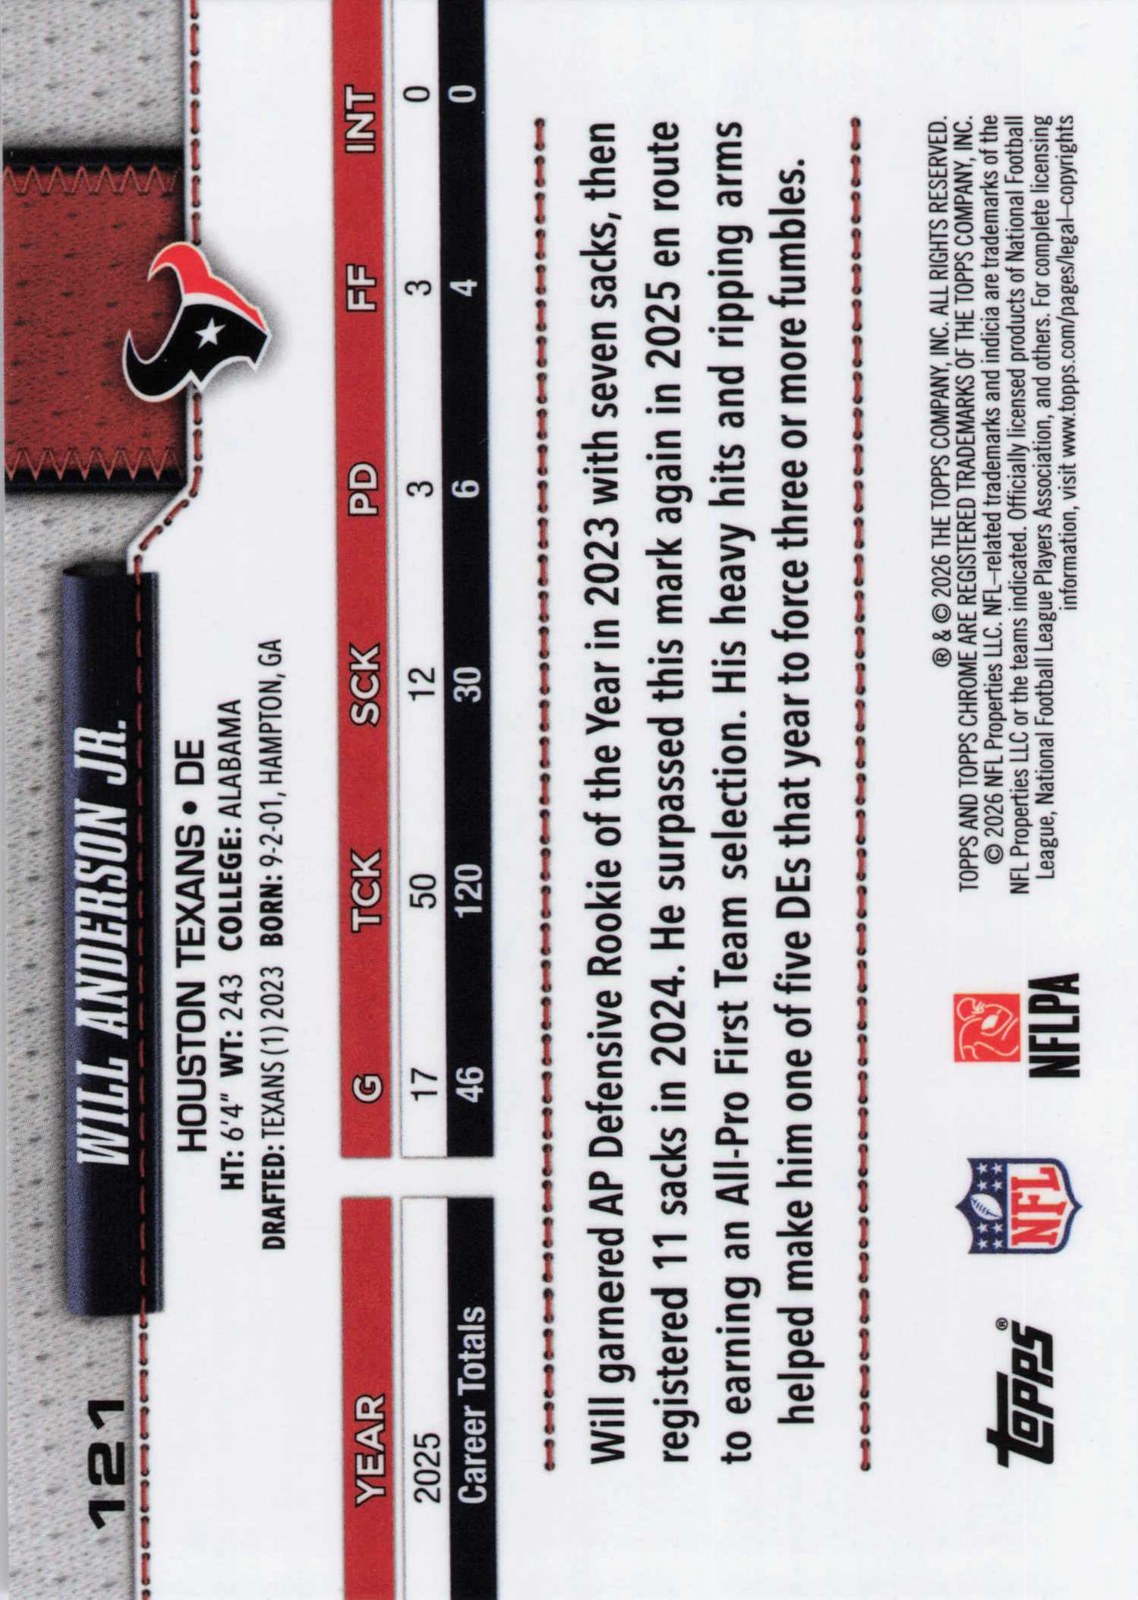 121
WILL ANDERSON JR.
HOUSTON TEXANS • DE
HT: 6'4" WT: 243 COLLEGE: ALABAMA
DRAFTED: TEXANS (1) 2023 BORN: 9-2-01, HAMPTON, GA
YEAR G TCK SCK PD FF INT
2025 17 50 12 3 3 0
Career Totals 46 120 30 6 4 0
Will garnered AP Defensive Rookie of the Year in 2023 with seven sacks, then
registered 11 sacks in 2024. He surpassed this mark again in 2025 en route
to earning an All-Pro First Team selection. His heavy hits and ripping arms
helped make him one of five DEs that year to force three or more fumbles.
Topps®
NFL
NFLPA
® & © 2026 THE TOPPS COMPANY, INC. ALL RIGHTS RESERVED.
TOPPS AND TOPPS CHROME ARE REGISTERED TRADEMARKS OF THE TOPPS COMPANY, INC.
© 2026 NFL Properties LLC. NFL-related trademarks and indicia are trademarks of the
NFL Properties LLC or the teams indicated. Officially licensed products of National Football
League, National Football League Players Association, and others. For complete licensing
information, visit www.topps.com/pages/legal-copyrights